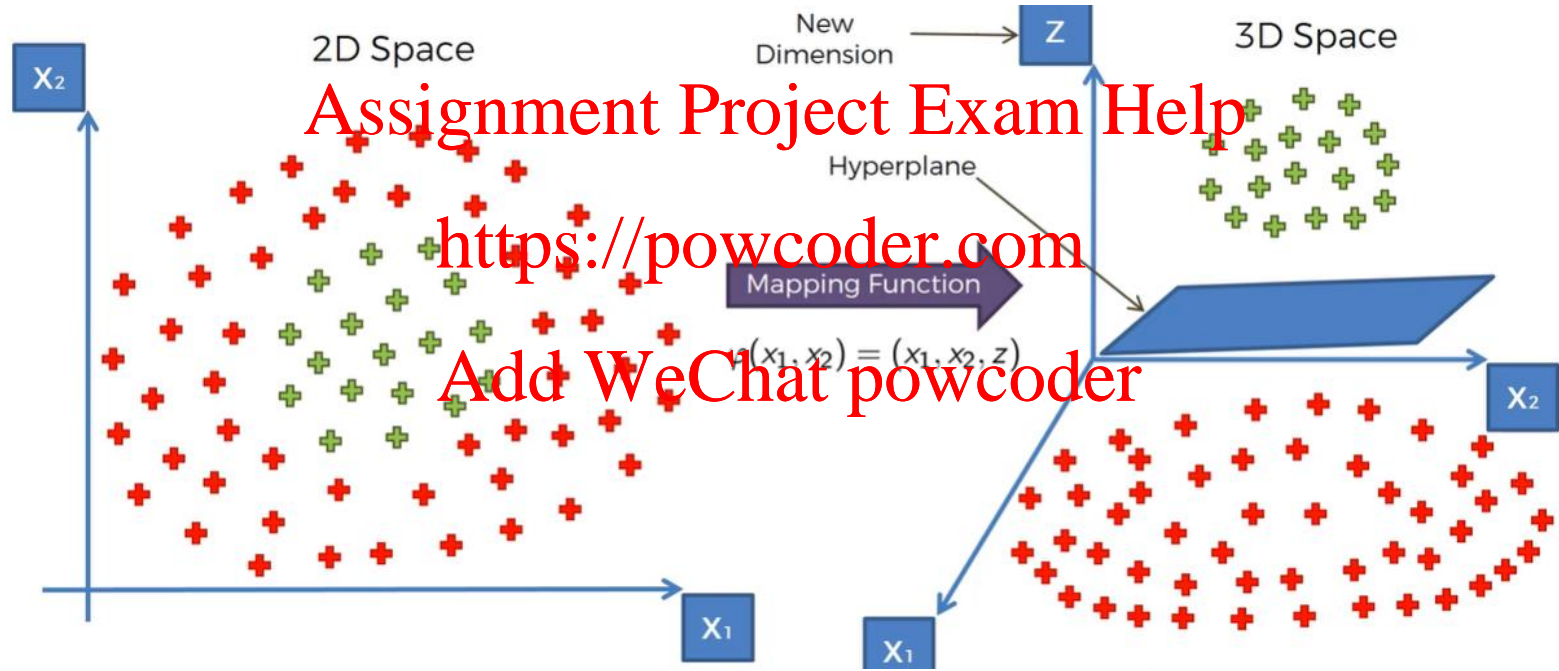 2D Space
X₂
X₁
New
Dimension
Z
3D Space
Assignment Project Exam Help
Hyperplane
https://powcoder.com
Mapping Function
φ(x₁, x₂) = (x₁, x₂, z)
Add WeChat powcoder
X₂
X₁